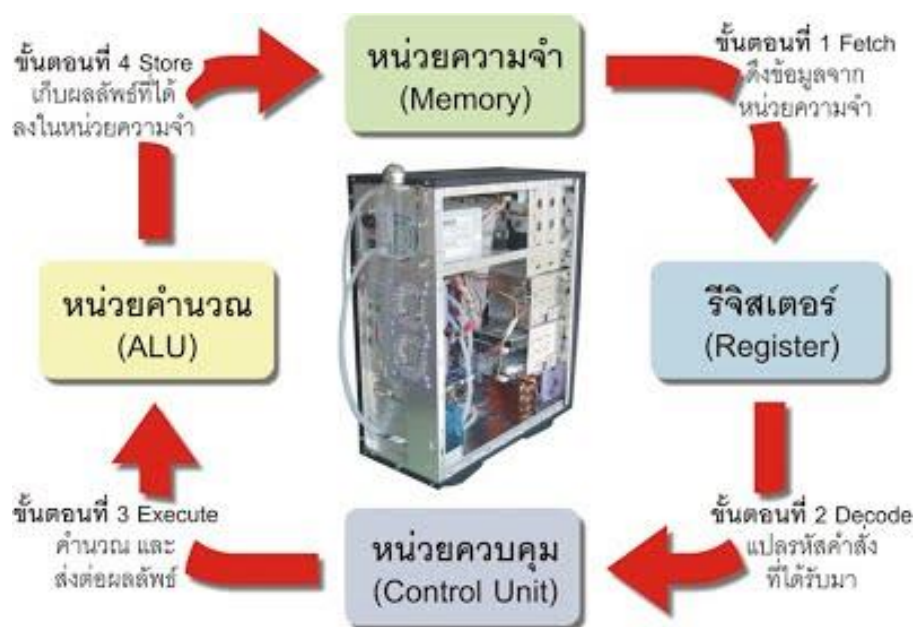 หน่วยความจำ
(Memory)
ขั้นตอนที่ 1 Fetch
ดึงข้อมูลจาก
หน่วยความจำ
รีจิสเตอร์
(Register)
ขั้นตอนที่ 2 Decode
แปลรหัสคำสั่ง
ที่ได้รับมา
หน่วยควบคุม
(Control Unit)
ขั้นตอนที่ 3 Execute
คำนวณ และ
ส่งต่อผลลัพธ์
หน่วยคำนวณ
(ALU)
ขั้นตอนที่ 4 Store
เก็บผลลัพธ์ที่ได้
ลงในหน่วยความจำ